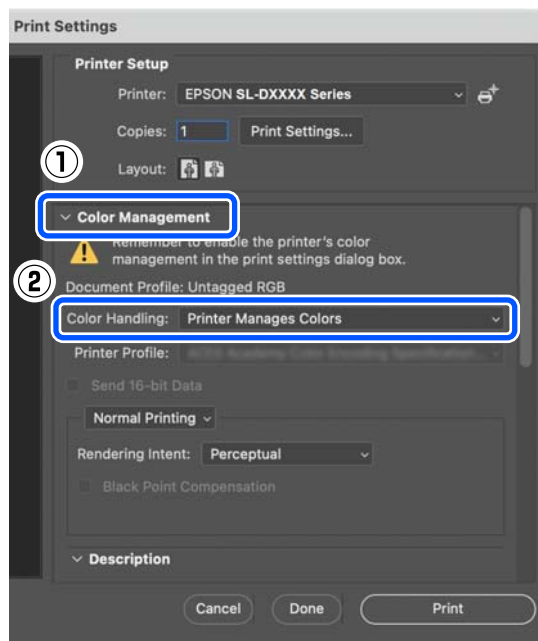 Print Settings
Printer Setup
Printer: EPSON SL-DXXXX Series
Copies: 1 Print Settings...
①
Layout:
Color Management
Remember to enable the printer's color
management in the print settings dialog box.
②
Document Profile: Untagged RGB
Color Handling: Printer Manages Colors
Printer Profile:
Send 16-bit Data
Normal Printing
Rendering Intent: Perceptual
Black Point Compensation
Description
Cancel Done Print